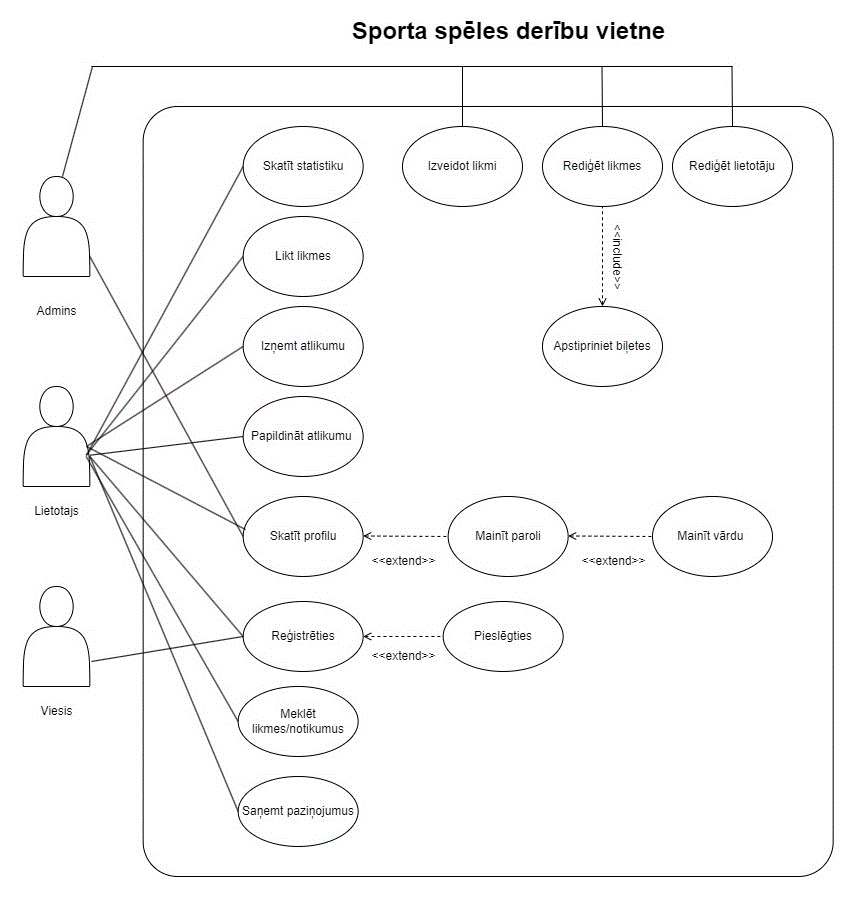 Sporta spēles derību vietne
Skatīt statistiku
Izveidot likmi
Rediģēt likmes
Rediģēt lietotāju
<<include>>
Likt likmes
Admins
Izņemt atlikumu
Apstipriniet biļetes
Papildināt atlikumu
Lietotajs
Skatīt profilu
Mainīt paroli
Mainīt vārdu
<<extend>>
<<extend>>
Reģistrēties
Pieslēgties
<<extend>>
Viesis
Meklēt
likmes/notikumus
Saņemt paziņojumus